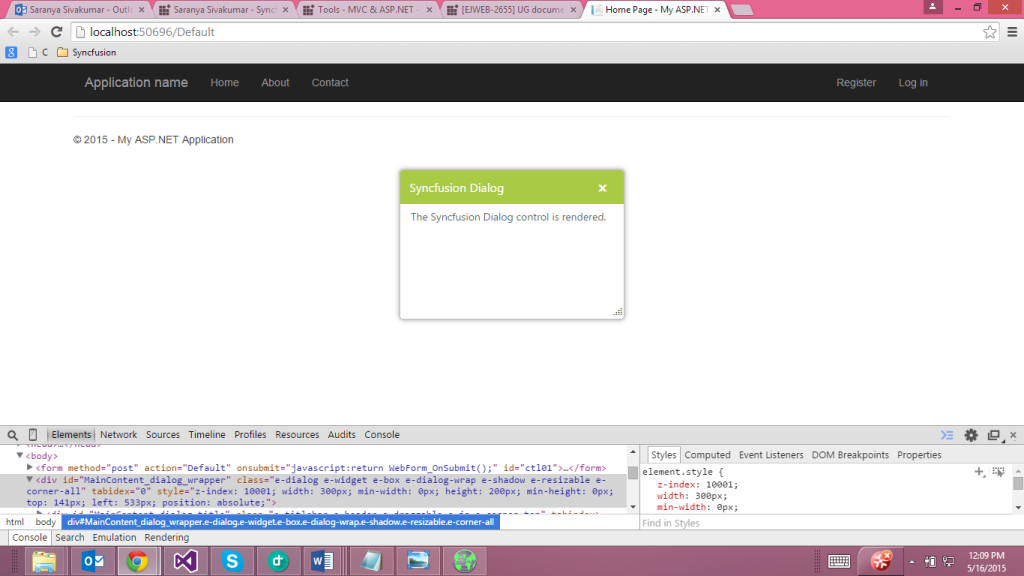 Saranya Sivakumar - Outl
Saranya Sivakumar - Syncf
Tools - MVC & ASP.NET -
[EJWEB-2655] UG docume
Home Page - My ASP.NET
localhost:50696/Default
8 C Syncfusion
Application name Home About Contact Register Log in
© 2015 - My ASP.NET Application
Syncfusion Dialog
The Syncfusion Dialog control is rendered.
Elements Network Sources Timeline Profiles Resources Audits Console
<body>
<form method="post" action="Default" onsubmit="javascript:return WebForm_OnSubmit();" id="ctl01">…</form>
<div id="MainContent_dialog_wrapper" class="e-dialog e-widget e-box e-dialog-wrap e-shadow e-resizable e-
corner-all" tabidex="0" style="z-index: 10001; width: 300px; min-width: 0px; height: 200px; min-height: 0px;
top: 141px; left: 533px; position: absolute;">
html body div#MainContent_dialog_wrapper.e-dialog.e-widget.e-box.e-dialog-wrap.e-shadow.e-resizable.e-corner-all
Styles Computed Event Listeners DOM Breakpoints Properties
element.style {
z-index: 10001;
width: 300px;
min-width: 0px;
Find in Styles
Console Search Emulation Rendering
12:09 PM
5/16/2015